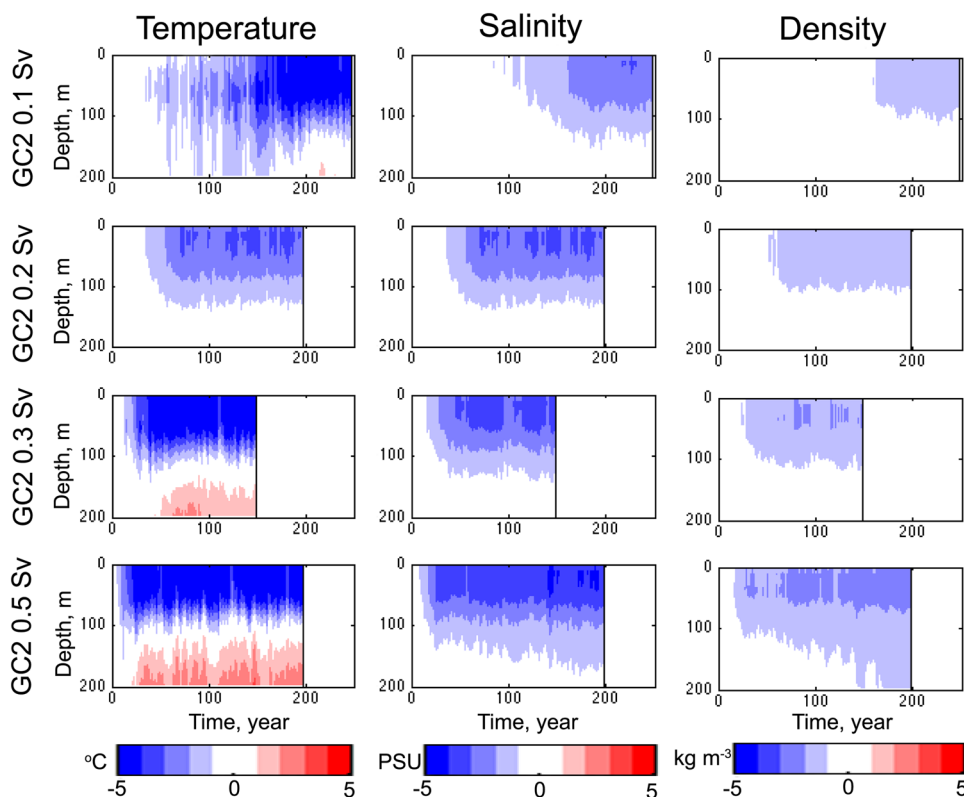 Temperature Salinity Density
GC2 0.1 Sv
Depth, m
0 0 0
100 100 100
200 200 200
0 100 200 0 100 200 0 100 200
GC2 0.2 Sv
Depth, m
0 0 0
100 100 100
200 200 200
0 100 200 0 100 200 0 100 200
GC2 0.3 Sv
Depth, m
0 0 0
100 100 100
200 200 200
0 100 200 0 100 200 0 100 200
GC2 0.5 Sv
Depth, m
0 0 0
100 100 100
200 200 200
0 100 200 0 100 200 0 100 200
Time, year Time, year Time, year
ºC PSU kg m⁻³
-5 0 5 -5 0 5 -5 0 5